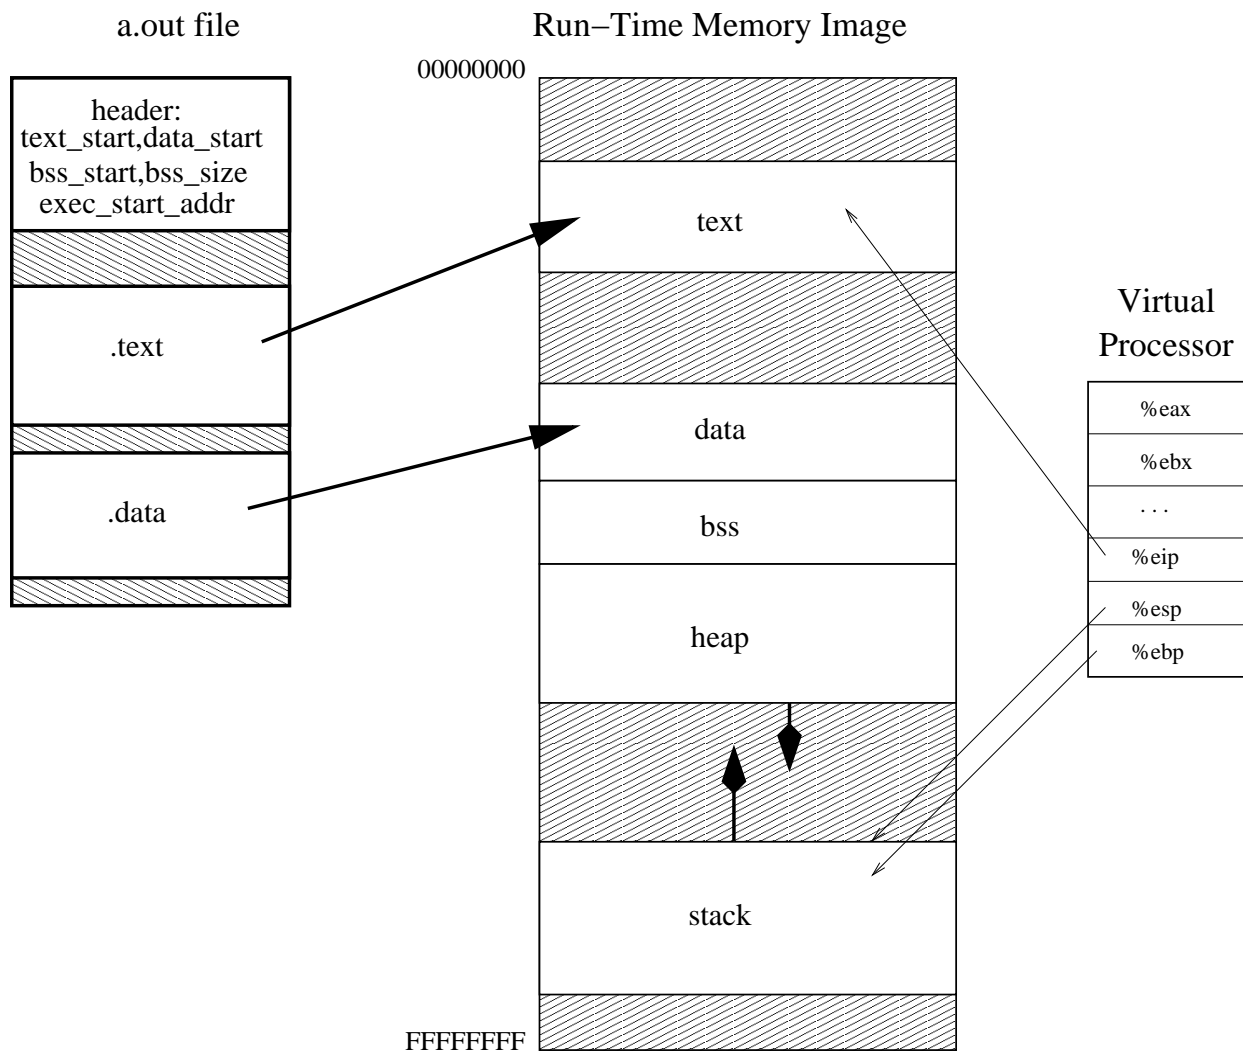 a.out file
Run–Time Memory Image
00000000
header:
text_start,data_start
bss_start,bss_size
exec_start_addr
.text
.data
text
data
bss
heap
stack
FFFFFFFF
Virtual
Processor
%eax
%ebx
. . .
%eip
%esp
%ebp